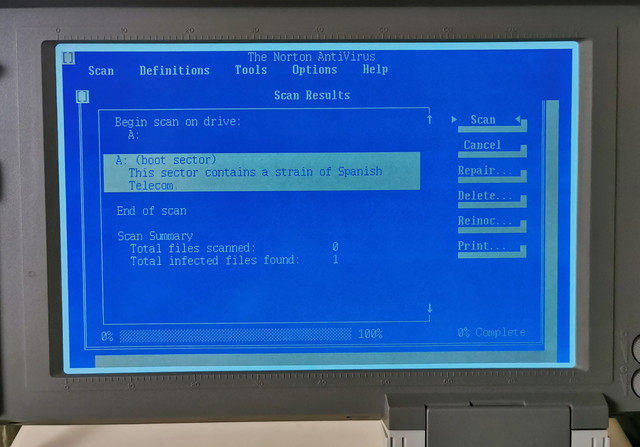 The Norton AntiVirus
Scan Definitions Tools Options Help
Scan Results
Begin scan on drive:
A:
A: (boot sector)
This sector contains a strain of Spanish
Telecom.
End of scan
Scan Summary
Total files scanned: 0
Total infected files found: 1
0% 100%
0% Complete
Scan
Cancel
Repair...
Delete...
Reinoc...
Print...